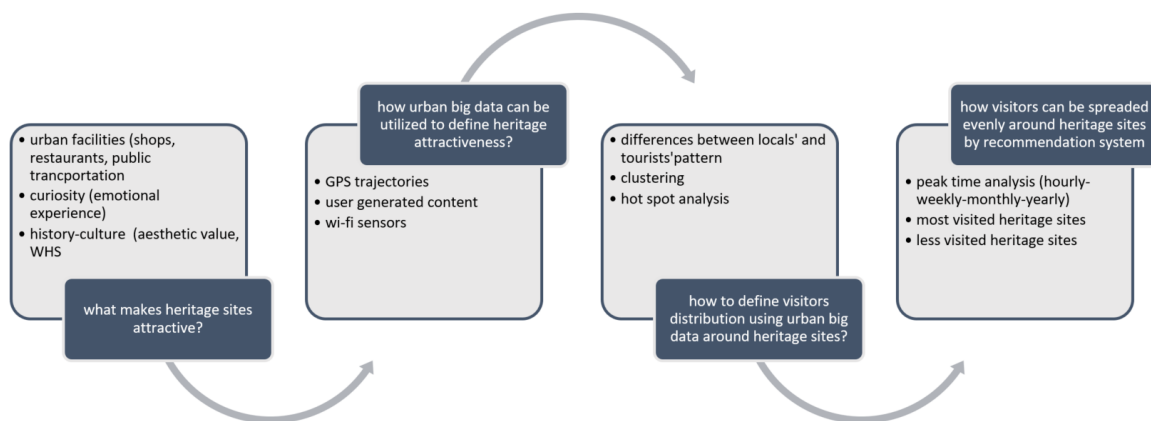 • urban facilities (shops,
restaurants, public
trancportation
• curiosity (emotional
experience)
• history-culture  (aesthetic value,
WHS
what makes heritage sites
attractive?
how urban big data can be
utilized to define heritage
attractiveness?
• GPS trajectories
• user generated content
• wi-fi sensors
• differences between locals' and
tourists'pattern
• clustering
• hot spot analysis
how to define visitors
distribution using urban big
data around heritage sites?
how visitors can be spreaded
evenly around heritage sites
by recommendation system
• peak time analysis (hourly-
weekly-monthly-yearly)
• most visited heritage sites
• less visited heritage sites